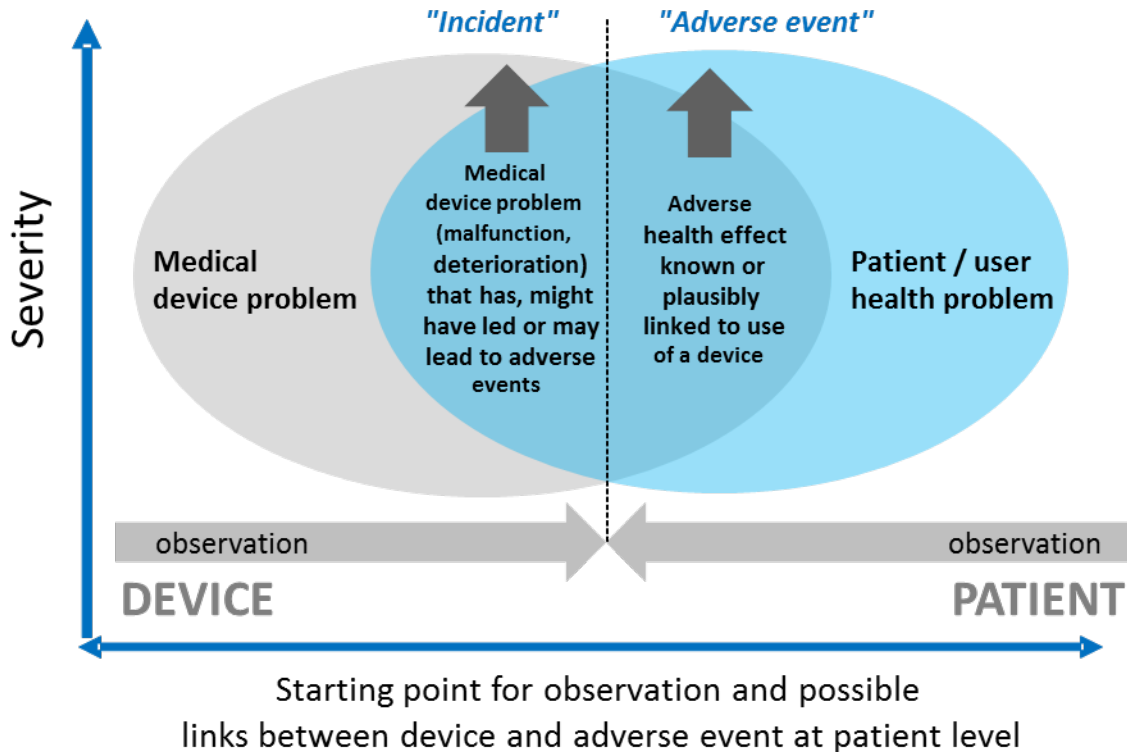 "Incident"
"Adverse event"
Severity
Medical
device problem
Medical
device problem
(malfunction,
deterioration)
that has, might
have led or may
lead to adverse
events
Adverse
health effect
known or
plausibly
linked to use
of a device
Patient / user
health problem
observation
observation
DEVICE
PATIENT
Starting point for observation and possible
links between device and adverse event at patient level